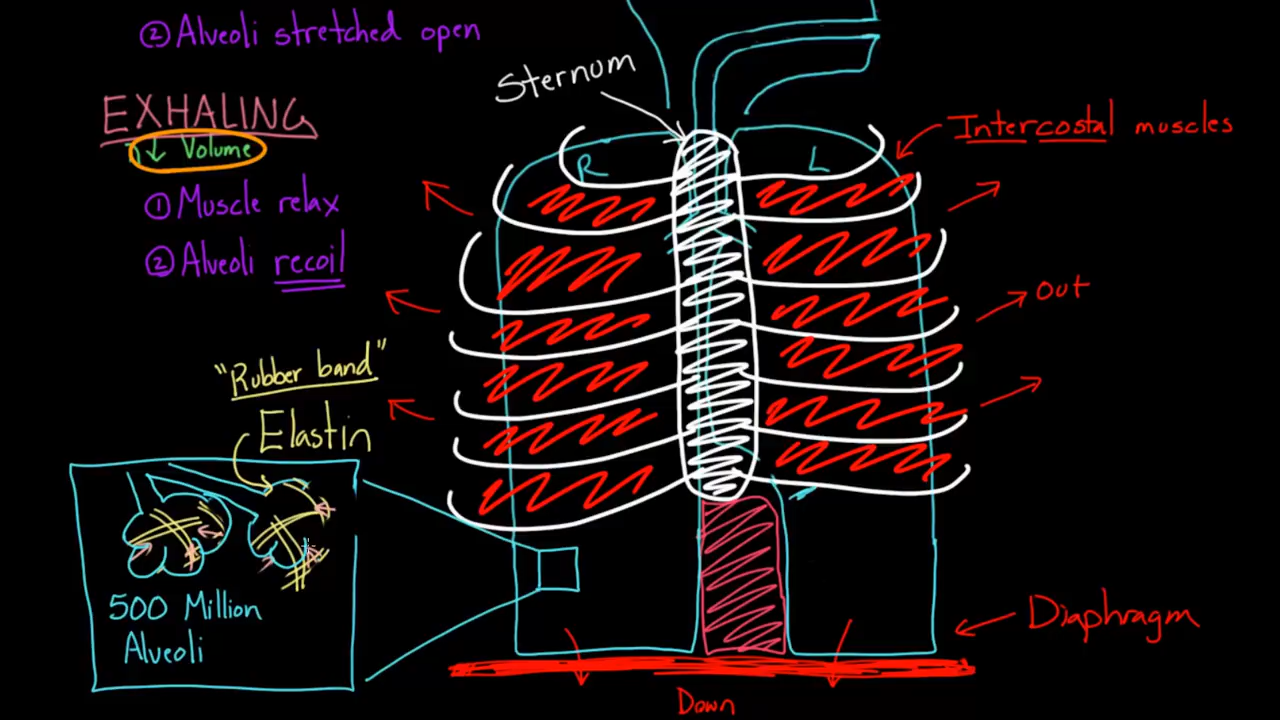 ② Alveoli stretched open
EXHALING
↓ Volume
① Muscle relax
② Alveoli recoil
"Rubber band"
Elastin
500 Million
Alveoli
Sternum
R
L
Intercostal muscles
Out
Diaphragm
Down